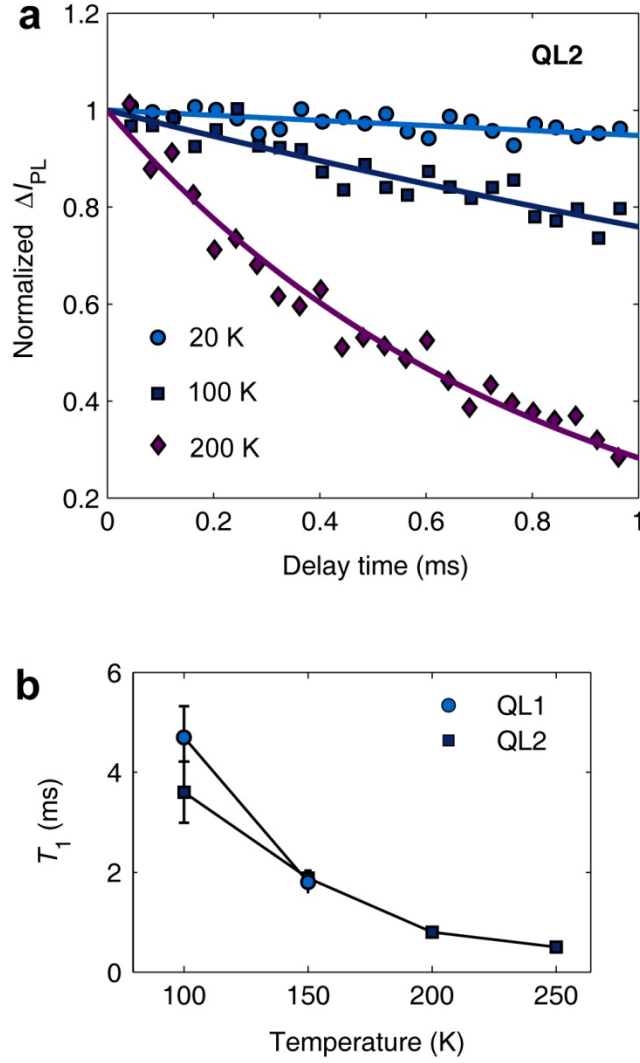 a
1.2
QL2
1
0.8
0.6
0.4
0.2
Normalized ΔI_PL
20 K
100 K
200 K
0 0.2 0.4 0.6 0.8 1
Delay time (ms)
b
6
4
2
0
T_1 (ms)
QL1
QL2
100 150 200 250
Temperature (K)